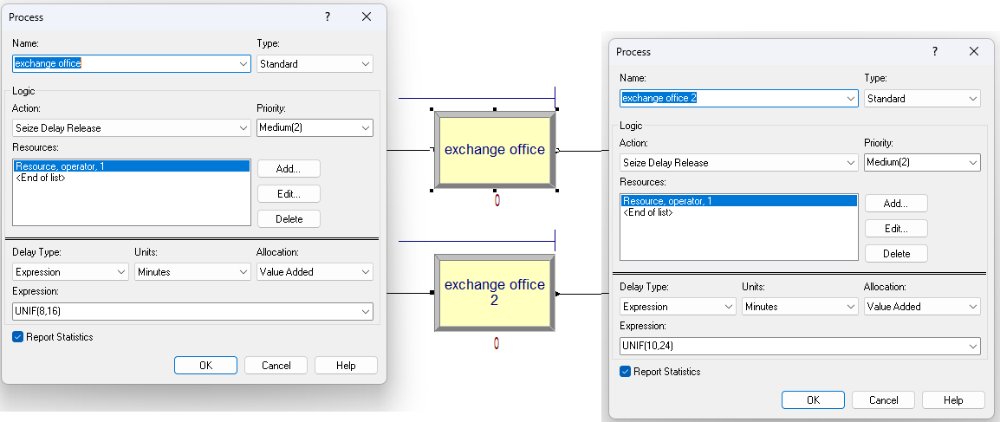 Process
?
Name:
Type:
exchange office
Standard
Logic
Action:
Priority:
Seize Delay Release
Medium(2)
Resources:
Resource, operator, 1
<End of list>
Add...
Edit...
Delete
Delay Type:
Units:
Allocation:
Expression
Minutes
Value Added
Expression:
UNIF(8,16)
Report Statistics
OK
Cancel
Help
exchange office
0
exchange office
2
0
Process
?
Name:
Type:
exchange office 2
Standard
Logic
Action:
Priority:
Seize Delay Release
Medium(2)
Resources:
Resource, operator, 1
<End of list>
Add...
Edit...
Delete
Delay Type:
Units:
Allocation:
Expression
Minutes
Value Added
Expression:
UNIF(10,24)
Report Statistics
OK
Cancel
Help